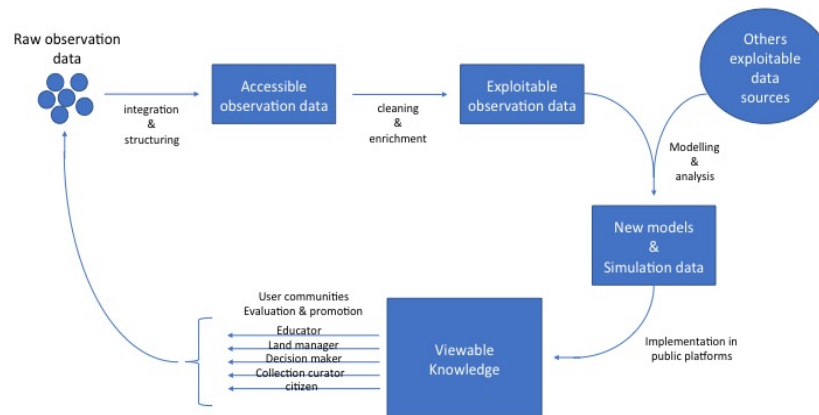 Raw observation
data
integration
&
structuring
Accessible
observation data
cleaning
&
enrichment
Exploitable
observation data
Others
exploitable
data
sources
Modelling
&
analysis
New models
&
Simulation data
Implementation in
public platforms
Viewable
Knowledge
User communities
Evaluation & promotion
Educator
Land manager
Decision maker
Collection curator
citizen